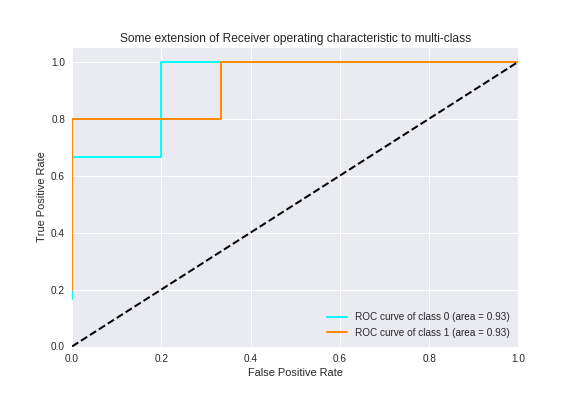 Some extension of Receiver operating characteristic to multi-class
1.0
0.8
0.6
0.4
0.2
0.0
True Positive Rate
ROC curve of class 0 (area = 0.93)
ROC curve of class 1 (area = 0.93)
0.0 0.2 0.4 0.6 0.8 1.0
False Positive Rate